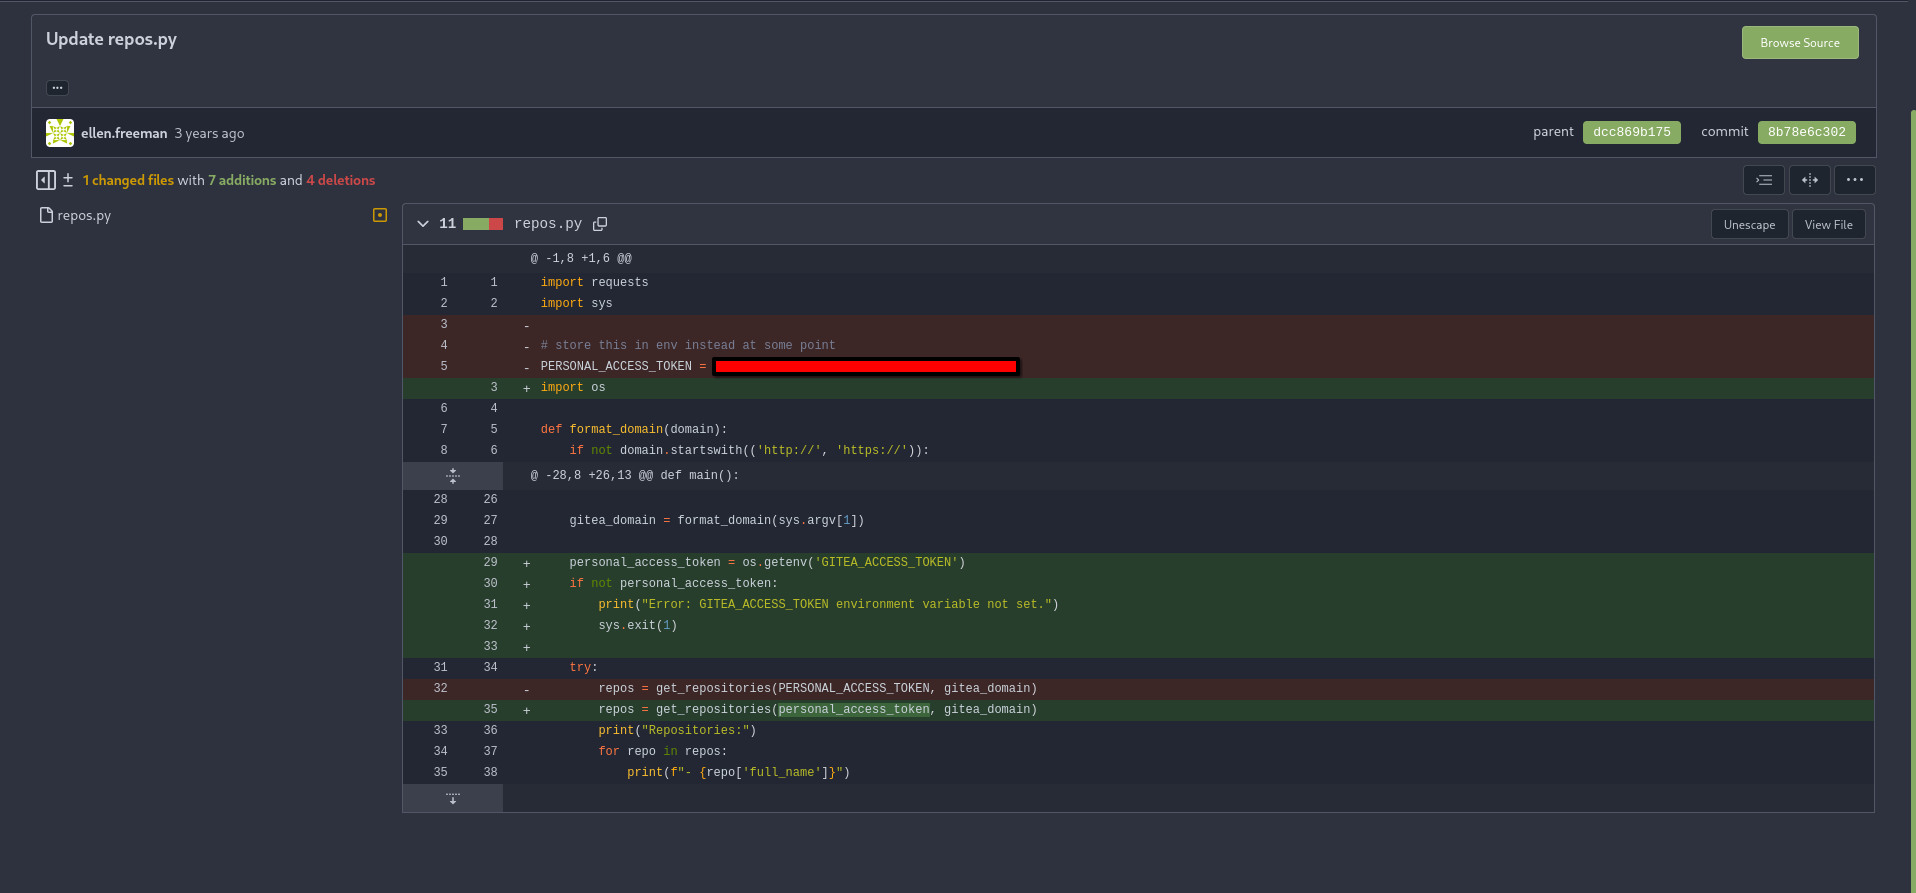 Update repos.py
Browse Source
...
ellen.freeman 3 years ago
parent dcc869b175 commit 8b78e6c302
1 changed files with 7 additions and 4 deletions
repos.py
11 repos.py
Unescape View File
@ -1,8 +1,6 @@
1 1 import requests
2 2 import sys
3 -
4 - # store this in env instead at some point
5 - PERSONAL_ACCESS_TOKEN =
3 + import os
6 4
7 5 def format_domain(domain):
8 6     if not domain.startswith(('http://', 'https://')):
@ -28,8 +26,13 @@ def main():
28 26
29 27     gitea_domain = format_domain(sys.argv[1])
30 28
29 +     personal_access_token = os.getenv('GITEA_ACCESS_TOKEN')
30 +     if not personal_access_token:
31 +         print("Error: GITEA_ACCESS_TOKEN environment variable not set.")
32 +         sys.exit(1)
33 +
31 34     try:
32 -         repos = get_repositories(PERSONAL_ACCESS_TOKEN, gitea_domain)
35 +         repos = get_repositories(personal_access_token, gitea_domain)
33 36         print("Repositories:")
34 37         for repo in repos:
35 38             print(f"- {repo['full_name']}")